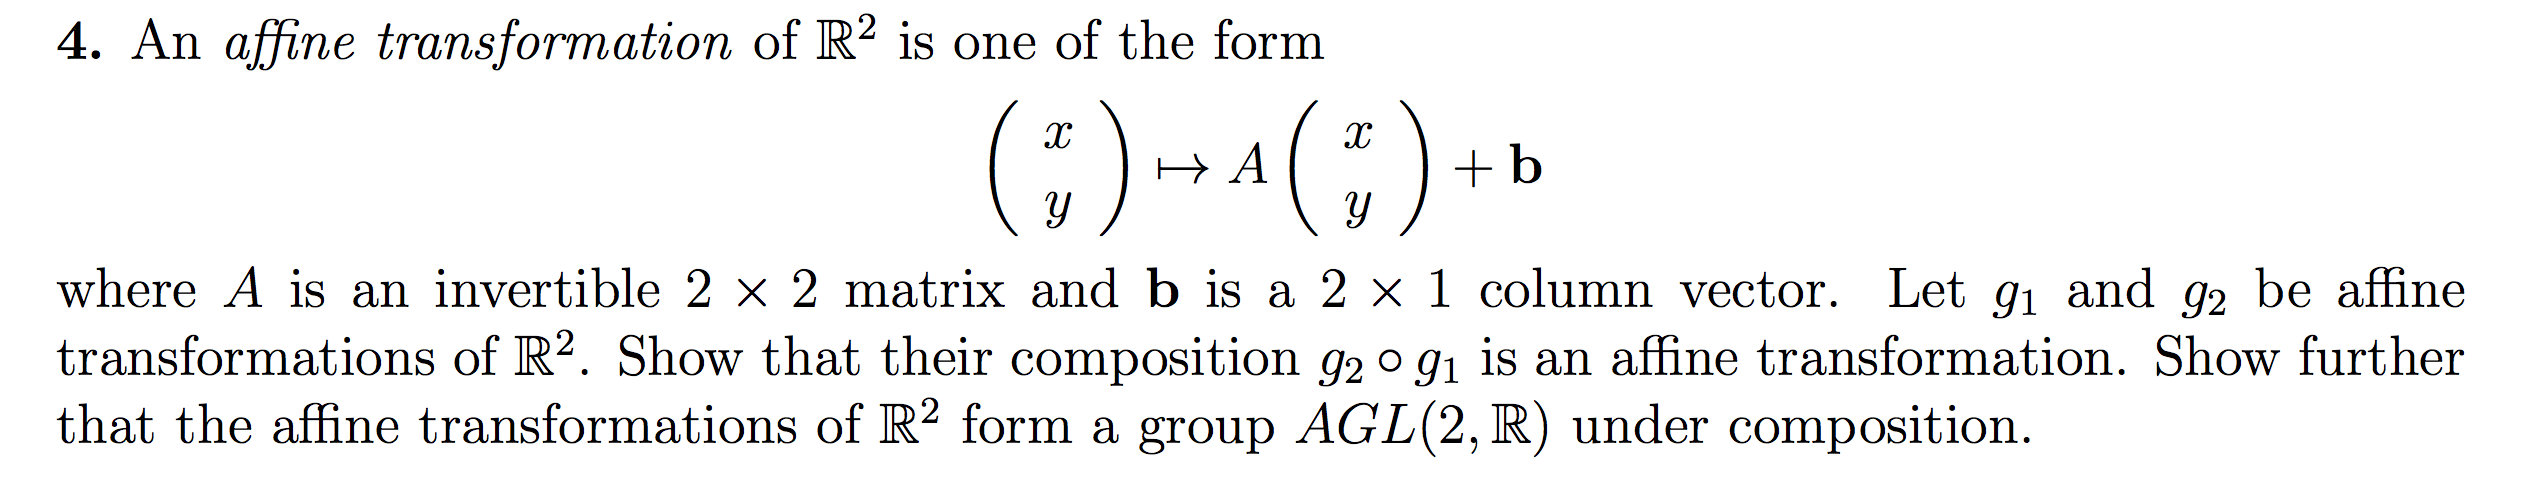 4. An affine transformation of ℝ² is one of the form
( x y ) ↦ A ( x y ) + b
where A is an invertible 2 × 2 matrix and b is a 2 × 1 column vector. Let g₁ and g₂ be affine
transformations of ℝ². Show that their composition g₂ ∘ g₁ is an affine transformation. Show further
that the affine transformations of ℝ² form a group AGL(2, ℝ) under composition.